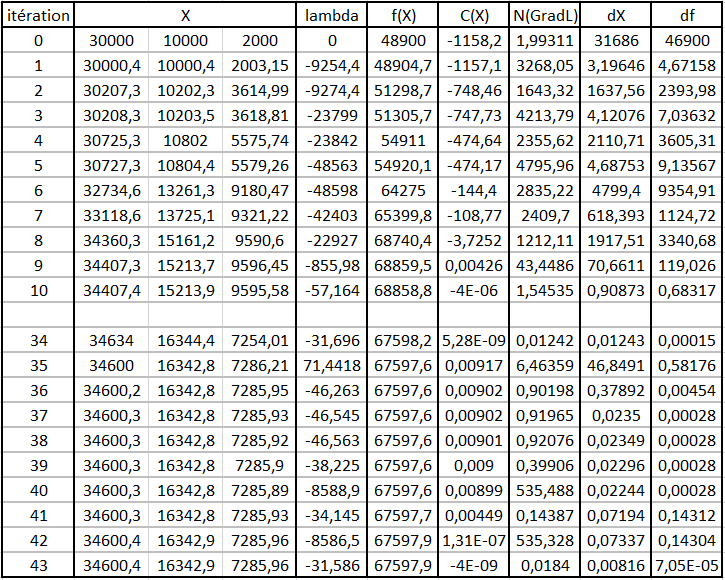 itération X lambda f(X) C(X) N(GradL) dX df
0 30000 10000 2000 0 48900 -1158,2 1,99311 31686 46900
1 30000,4 10000,4 2003,15 -9254,4 48904,7 -1157,1 3268,05 3,19646 4,67158
2 30207,3 10202,3 3614,99 -9274,4 51298,7 -748,46 1643,32 1637,56 2393,98
3 30208,3 10203,5 3618,81 -23799 51305,7 -747,73 4213,79 4,12076 7,03632
4 30725,3 10802 5575,74 -23842 54911 -474,64 2355,62 2110,71 3605,31
5 30727,3 10804,4 5579,26 -48563 54920,1 -474,17 4795,96 4,68753 9,13567
6 32734,6 13261,3 9180,47 -48598 64275 -144,4 2835,22 4799,4 9354,91
7 33118,6 13725,1 9321,22 -42403 65399,8 -108,77 2409,7 618,393 1124,72
8 34360,3 15161,2 9590,6 -22927 68740,4 -3,7252 1212,11 1917,51 3340,68
9 34407,3 15213,7 9596,45 -855,98 68859,5 0,00426 43,4486 70,6611 119,026
10 34407,4 15213,9 9595,58 -57,164 68858,8 -4E-06 1,54535 0,90873 0,68317
34 34634 16344,4 7254,01 -31,696 67598,2 5,28E-09 0,01242 0,01243 0,00015
35 34600 16342,8 7286,21 71,4418 67597,6 0,00917 6,46359 46,8491 0,58176
36 34600,2 16342,8 7285,95 -46,263 67597,6 0,00902 0,90198 0,37892 0,00454
37 34600,3 16342,8 7285,93 -46,545 67597,6 0,00902 0,91965 0,0235 0,00028
38 34600,3 16342,8 7285,92 -46,563 67597,6 0,00901 0,92076 0,02349 0,00028
39 34600,3 16342,8 7285,9 -38,225 67597,6 0,009 0,39906 0,02296 0,00028
40 34600,3 16342,8 7285,89 -8588,9 67597,6 0,00899 535,488 0,02244 0,00028
41 34600,3 16342,8 7285,93 -34,145 67597,7 0,00449 0,14387 0,07194 0,14312
42 34600,4 16342,9 7285,96 -8586,5 67597,9 1,31E-07 535,328 0,07157 0,14304
43 34600,4 16342,9 7285,96 -31,586 67597,9 -4E-09 0,0184 0,00816 7,05E-05